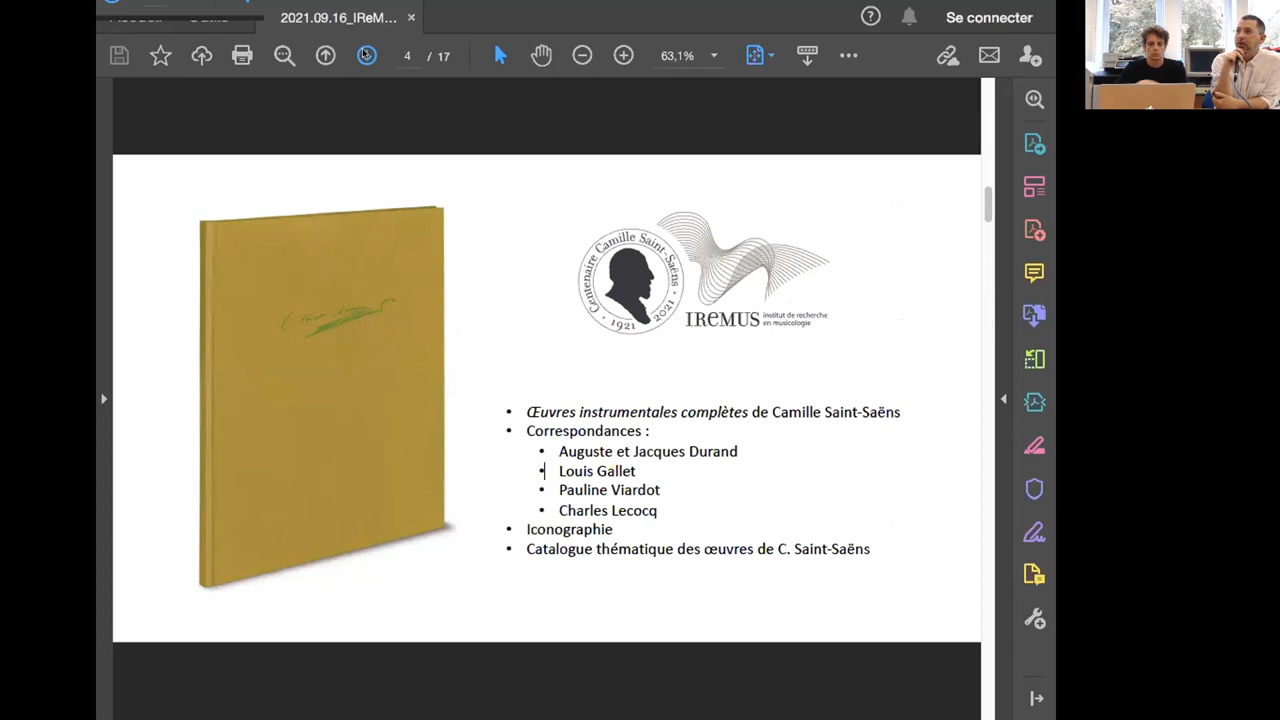 2021.09.16_IReM...
Se connecter
4 / 17
63,1%
Centenaire Camille Saint-Saëns
1921 2021
IReMUS institut de recherche
en musicologie
• Œuvres instrumentales complètes de Camille Saint-Saëns
• Correspondances :
• Auguste et Jacques Durand
• Louis Gallet
• Pauline Viardot
• Charles Lecocq
• Iconographie
• Catalogue thématique des œuvres de C. Saint-Saëns